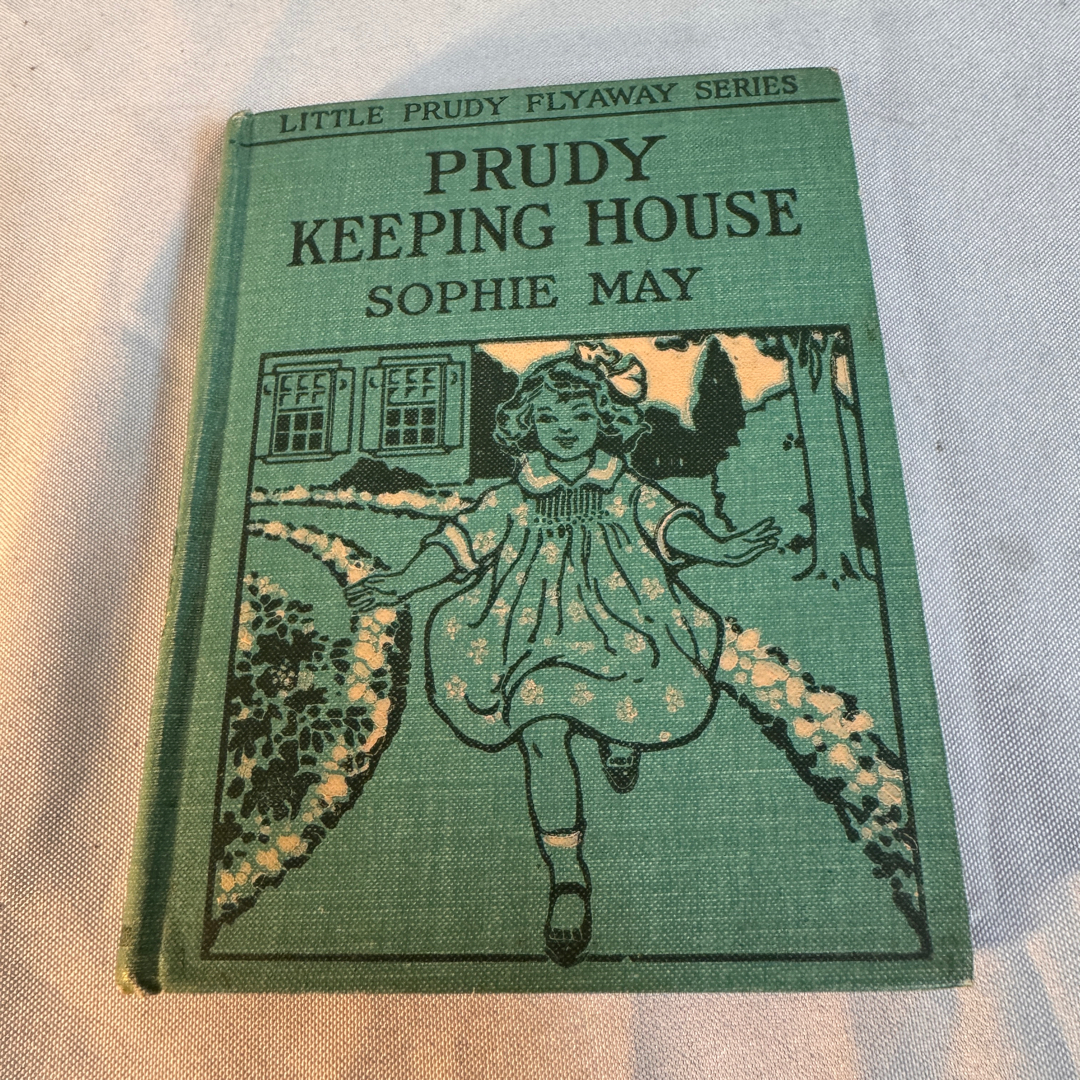 LITTLE PRUDY FLYAWAY SERIES
PRUDY
KEEPING HOUSE
SOPHIE MAY